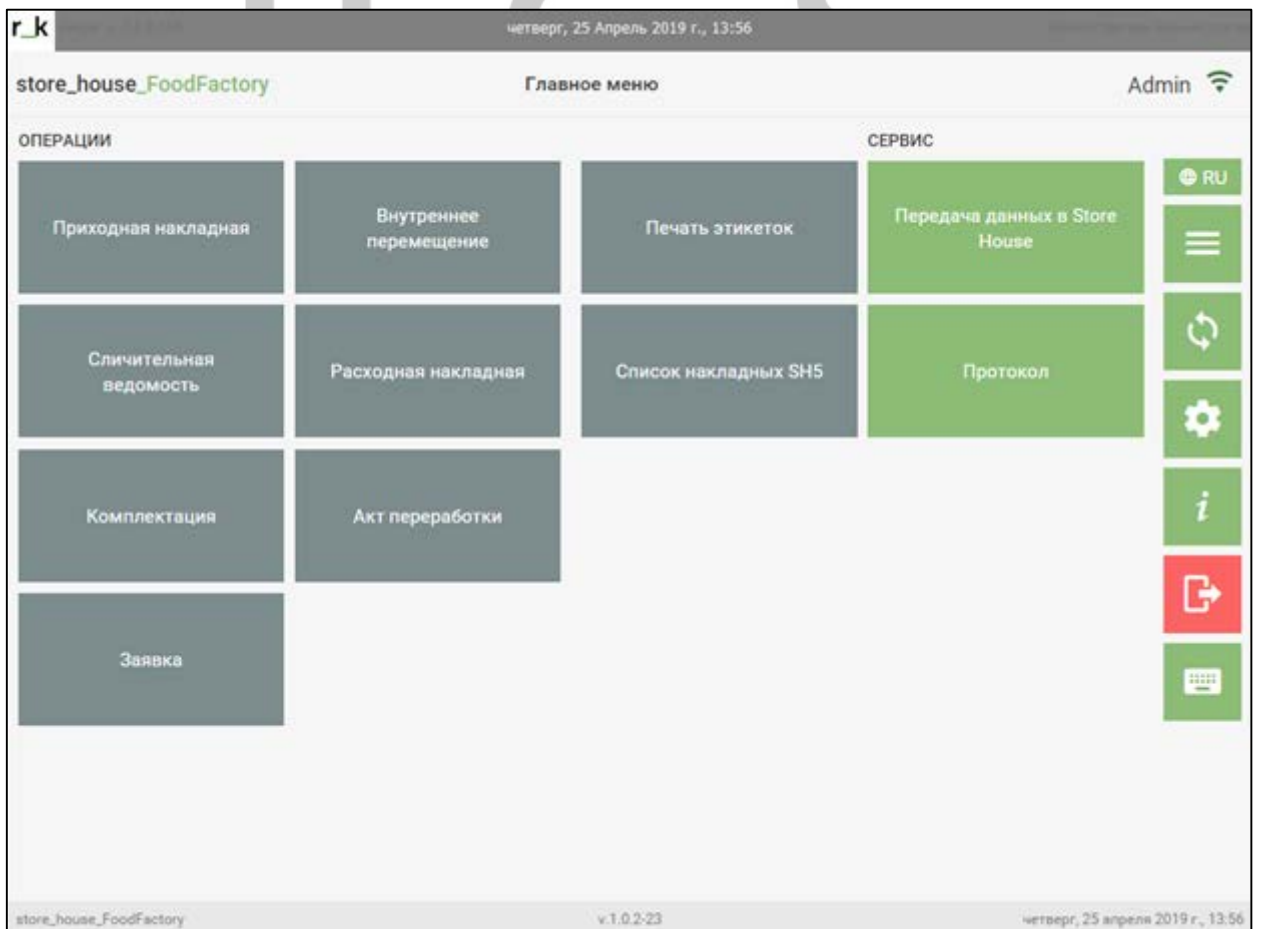 r_k
четверг, 25 Апрель 2019 г., 13:56
store_house_FoodFactory
Главное меню
Admin
ОПЕРАЦИИ
СЕРВИС
Приходная накладная
Внутреннее
перемещение
Печать этикеток
Передача данных в Store
House
RU
Сличительная
ведомость
Расходная накладная
Список накладных SH5
Протокол
Комплектация
Акт переработки
i
Заявка
store_house_FoodFactory
v.1.0.2-23
четверг, 25 апреля 2019 г., 13:56